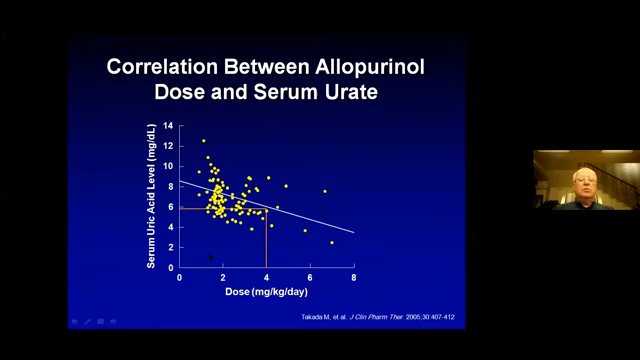 Correlation Between Allopurinol
Dose and Serum Urate
Serum Uric Acid Level (mg/dL)
14
12
10
8
6
4
2
0
0 2 4 6 8
Dose (mg/kg/day)
Takada M, et al. J Clin Pharm Ther. 2005;30:407-412